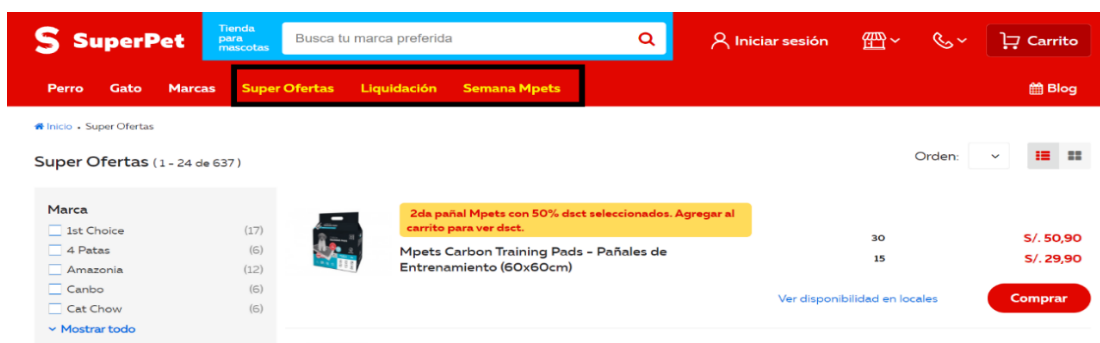 SuperPet
Tienda
para
mascotas
Busca tu marca preferida
Iniciar sesión
Carrito
Perro Gato Marcas Super Ofertas Liquidación Semana Mpets Blog
Inicio • Super Ofertas
Super Ofertas (1 - 24 de 637)
Orden:
Marca
1st Choice (17)
4 Patas (6)
Amazonia (12)
Canbo (6)
Cat Chow (6)
Mostrar todo
2da pañal Mpets con 50% dsct seleccionados. Agregar al
carrito para ver dsct.
Mpets Carbon Training Pads - Pañales de
Entrenamiento (60x60cm)
30 S/. 50,90
15 S/. 29,90
Ver disponibilidad en locales
Comprar